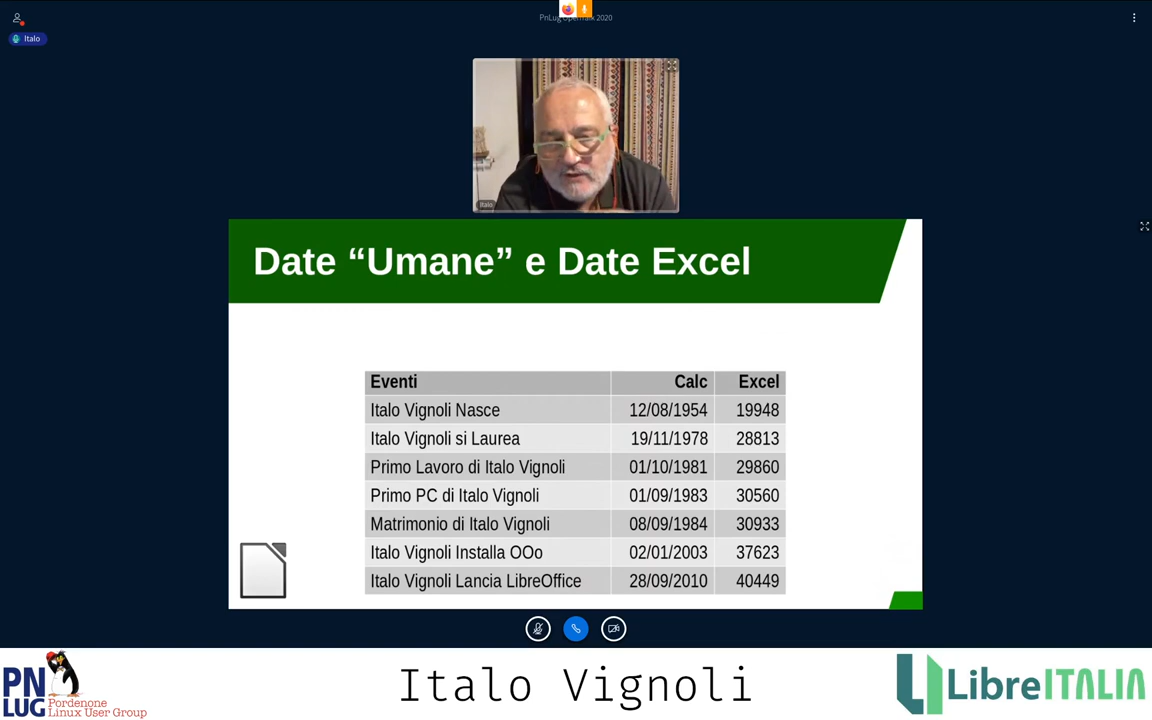 PnLug OpenTalk 2020
Italo
Italo
Date “Umane” e Date Excel
Eventi Calc Excel
Italo Vignoli Nasce 12/08/1954 19948
Italo Vignoli si Laurea 19/11/1978 28813
Primo Lavoro di Italo Vignoli 01/10/1981 29860
Primo PC di Italo Vignoli 01/09/1983 30560
Matrimonio di Italo Vignoli 08/09/1984 30933
Italo Vignoli Installa OOo 02/01/2003 37623
Italo Vignoli Lancia LibreOffice 28/09/2010 40449
PN
LUG
Pordenone
Linux User Group
Italo Vignoli
LibreITALIA